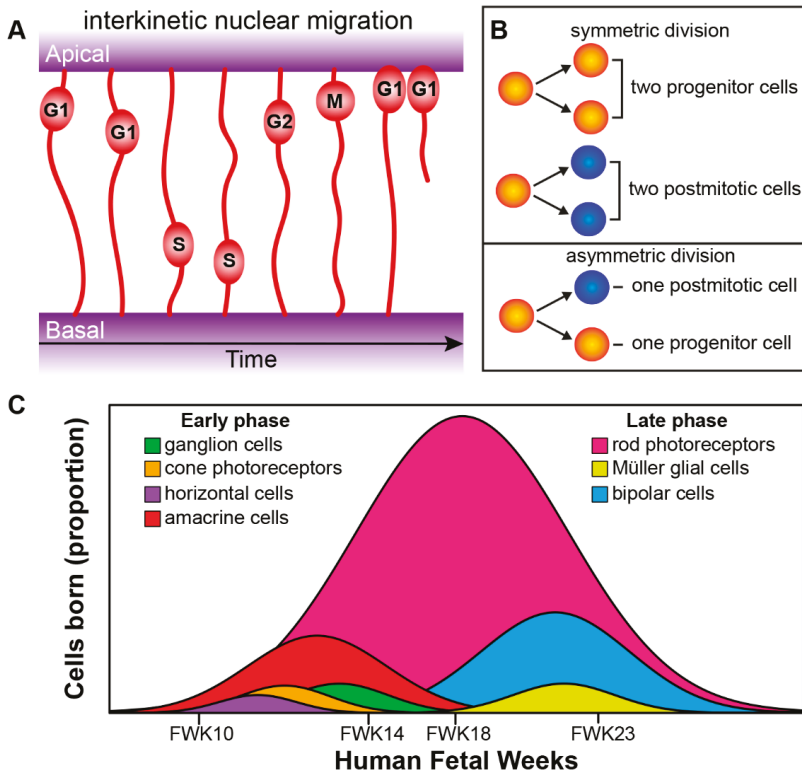 A
interkinetic nuclear migration
Apical
G1
G1
S
S
G2
M
G1
G1
Basal
Time
B
symmetric division
two progenitor cells
two postmitotic cells
asymmetric division
one postmitotic cell
one progenitor cell
C
Early phase
ganglion cells
cone photoreceptors
horizontal cells
amacrine cells
Late phase
rod photoreceptors
Müller glial cells
bipolar cells
Cells born (proportion)
FWK10
FWK14
FWK18
FWK23
Human Fetal Weeks